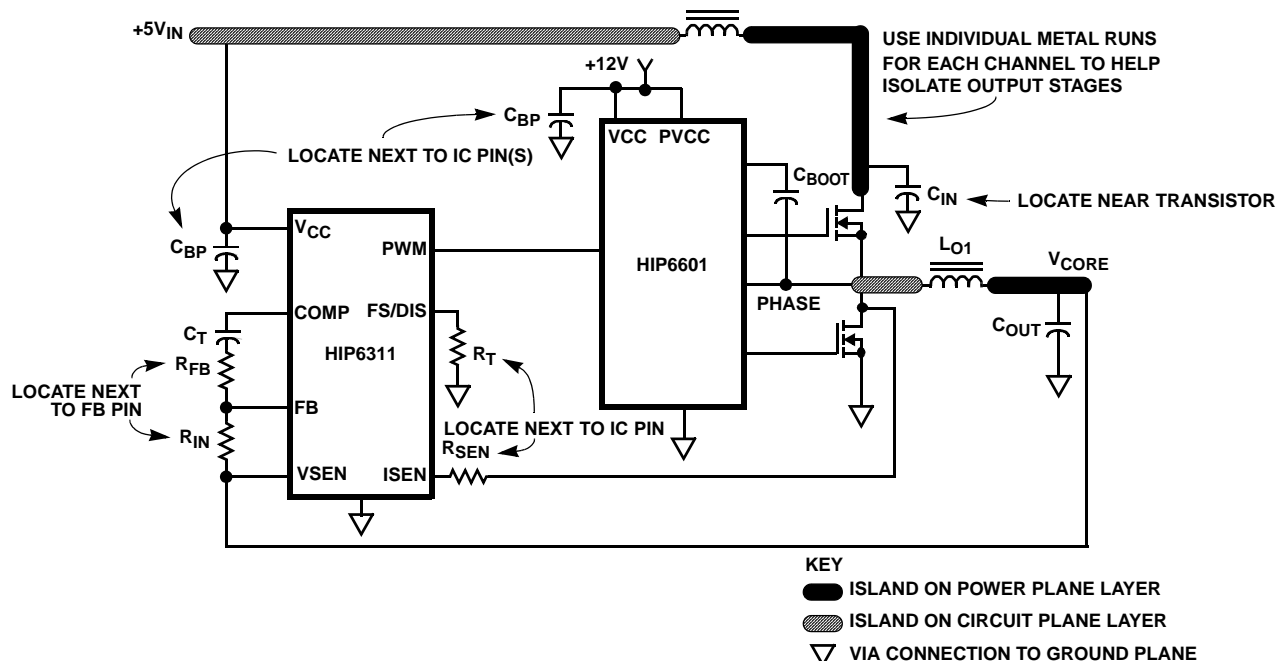 +5VIN
USE INDIVIDUAL METAL RUNS
FOR EACH CHANNEL TO HELP
ISOLATE OUTPUT STAGES
+12V
CBP
VCC PVCC
LOCATE NEXT TO IC PIN(S)
CBOOT
CIN
LOCATE NEAR TRANSISTOR
VCC
CBP
PWM
HIP6601
LO1
VCORE
PHASE
COMP
FS/DIS
CT
HIP6311
RT
COUT
RFB
LOCATE NEXT
TO FB PIN
FB
RIN
LOCATE NEXT TO IC PIN
RSEN
VSEN
ISEN
KEY
ISLAND ON POWER PLANE LAYER
ISLAND ON CIRCUIT PLANE LAYER
VIA CONNECTION TO GROUND PLANE